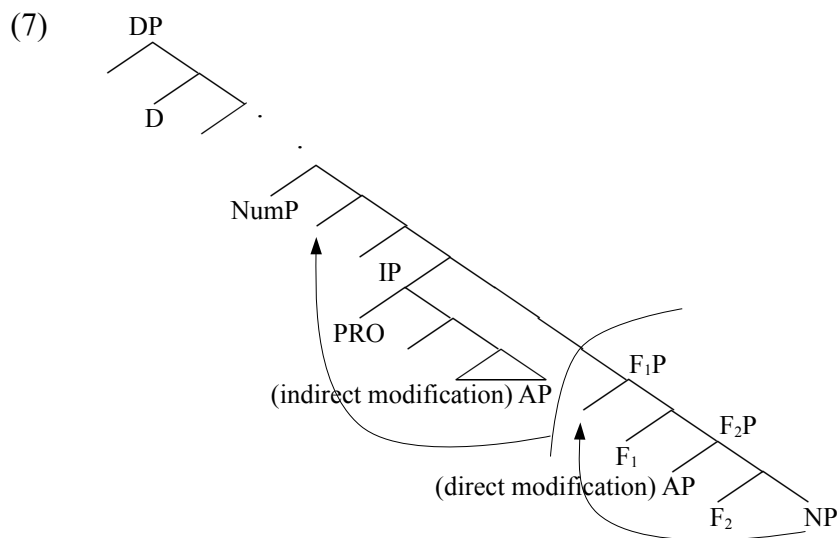 (7)
DP
D
. .
NumP
IP
PRO
(indirect modification) AP
F₁P
F₁
F₂P
(direct modification) AP
F₂
NP